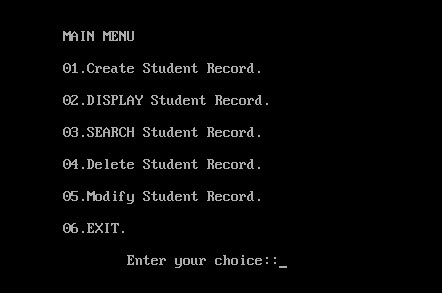 MAIN MENU
01.Create Student Record.
02.DISPLAY Student Record.
03.SEARCH Student Record.
04.Delete Student Record.
05.Modify Student Record.
06.EXIT.
Enter your choice::_